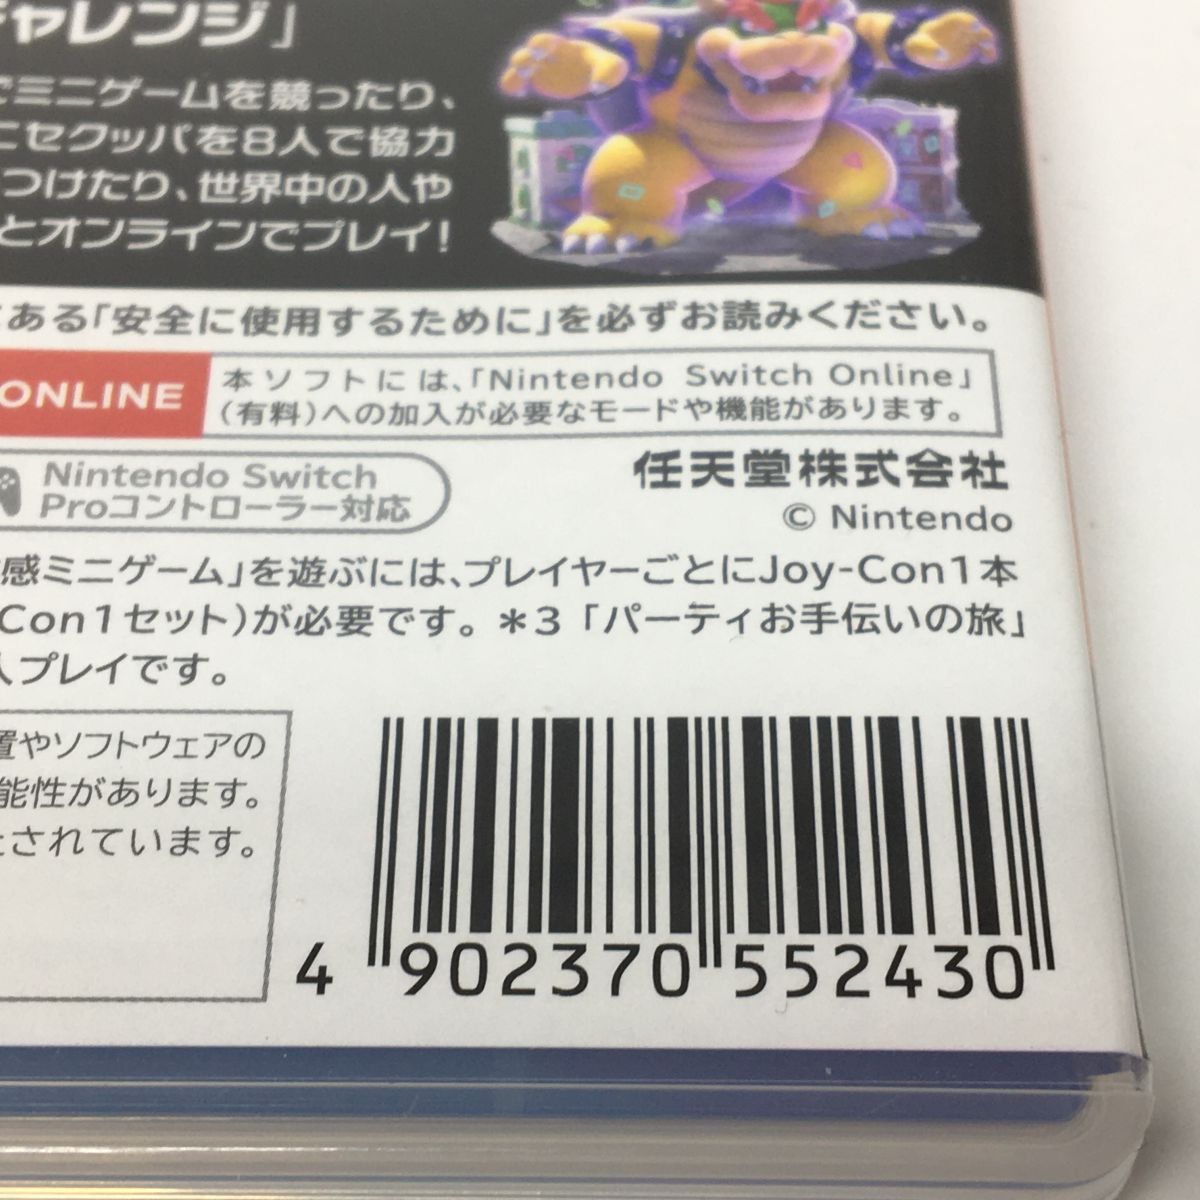 チャレンジ」
でミニゲームを競ったり、
ニセクッパを8人で協力
つけたり、世界中の人や
とオンラインでプレイ!
にある「安全に使用するために」を必ずお読みください。
ONLINE
本ソフトには、「Nintendo Switch Online」
(有料)への加入が必要なモードや機能があります。
Nintendo Switch
Proコントローラー対応
任天堂株式会社
© Nintendo
感ミニゲーム」を遊ぶには、プレイヤーごとにJoy-Con1本
Con1セット)が必要です。*3「パーティお手伝いの旅」
人プレイです。
置やソフトウェアの
能性があります。
されています。
4 902370 552430